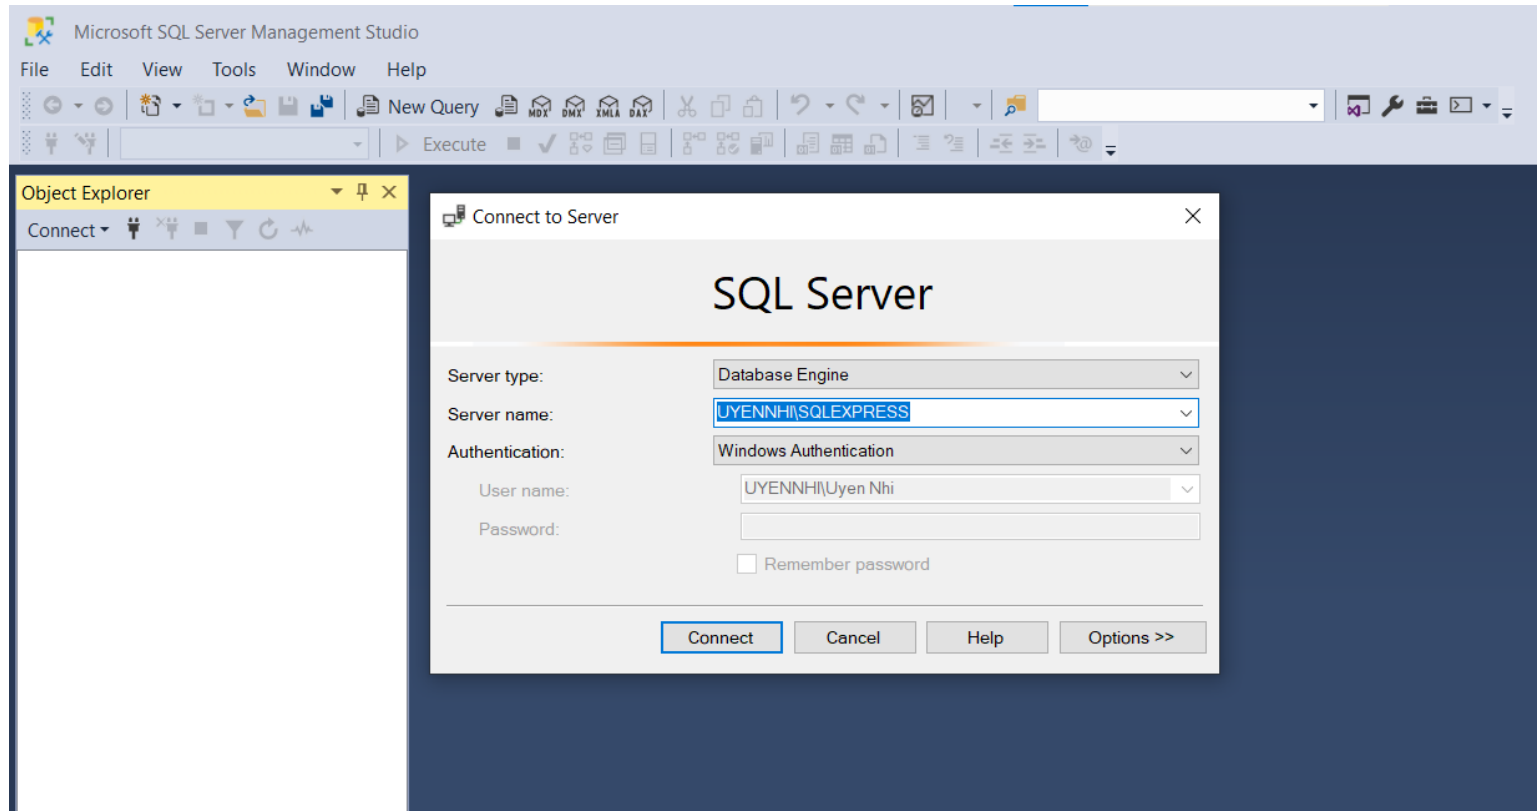 Microsoft SQL Server Management Studio
File Edit View Tools Window Help
New Query MDX DMX XMLA DAX
Execute
Object Explorer
Connect
Connect to Server
SQL Server
Server type: Database Engine
Server name: UYENNHI\SQLEXPRESS
Authentication: Windows Authentication
User name: UYENNHI\Uyen Nhi
Password:
Remember password
Connect Cancel Help Options >>